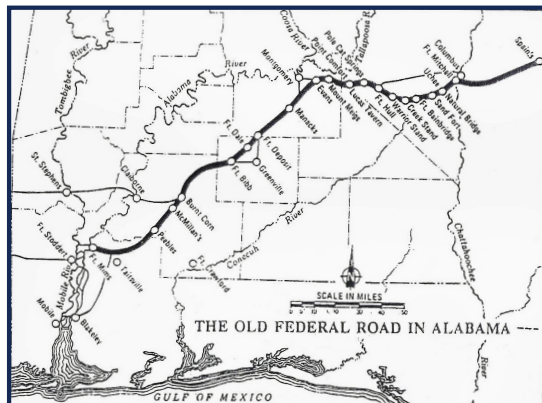 Coosa River
Pole Cat Springs
Point Comfort
Tallapoosa
Columbus
Ft. Mitchell
Uchee
Spain's
Montgomery
River
Tombigbee
Alabama
River
Evans
Mount Meigs
Lucas Tavern
Ft. Hull
Warrior Stand
Creek Stand
Ft. Bainbridge
Sand Fort
Natural Bridge
Manacks
Ft. Dale
Ft. Deposit
Ft. Bibb
Greenville
St. Stephens
Claiborne
Burnt Corn
McMillan's
Peebles
River
Conecuh
Chattahoochee
Ft. Stoddert
Ft. Mims
Ft. Crawford
Mobile Riv.
Mobile
Blakeley
SCALE IN MILES
50
THE OLD FEDERAL ROAD IN ALABAMA
River
GULF OF MEXICO